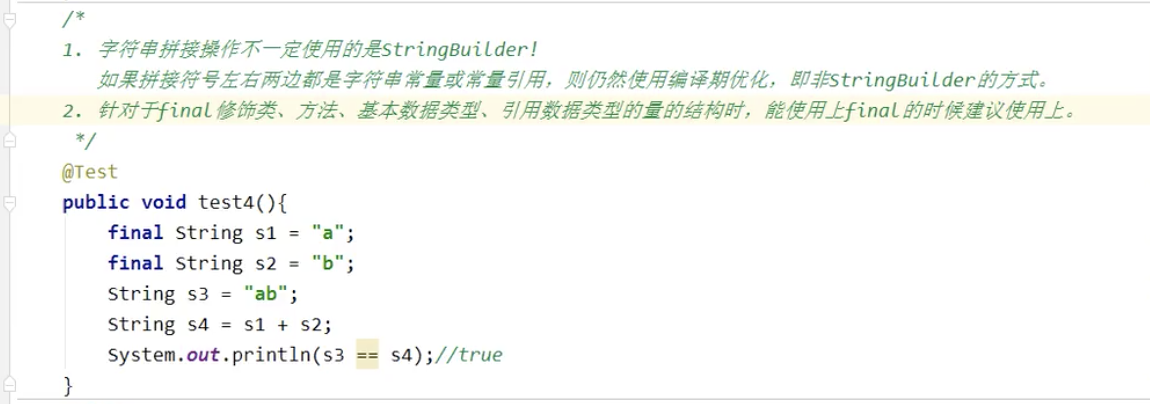 /*
1. 字符串拼接操作不一定使用的是StringBuilder!
如果拼接符号左右两边都是字符串常量或常量引用，则仍然使用编译期优化，即非StringBuilder的方式。
2. 针对于final修饰类、方法、基本数据类型、引用数据类型的量的结构时，能使用上final的时候建议使用上。
*/
@Test
public void test4(){
final String s1 = "a";
final String s2 = "b";
String s3 = "ab";
String s4 = s1 + s2;
System.out.println(s3 == s4);//true
}